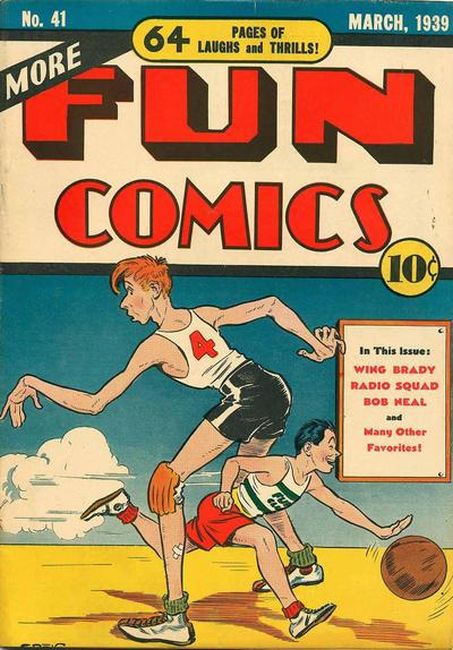 No. 41
64 PAGES OF
LAUGHS and THRILLS!
MARCH, 1939
MORE
FUN
COMICS
10¢
4
In This Issue:
WING BRADY
RADIO SQUAD
BOB NEAL
and
Many Other
Favorites!